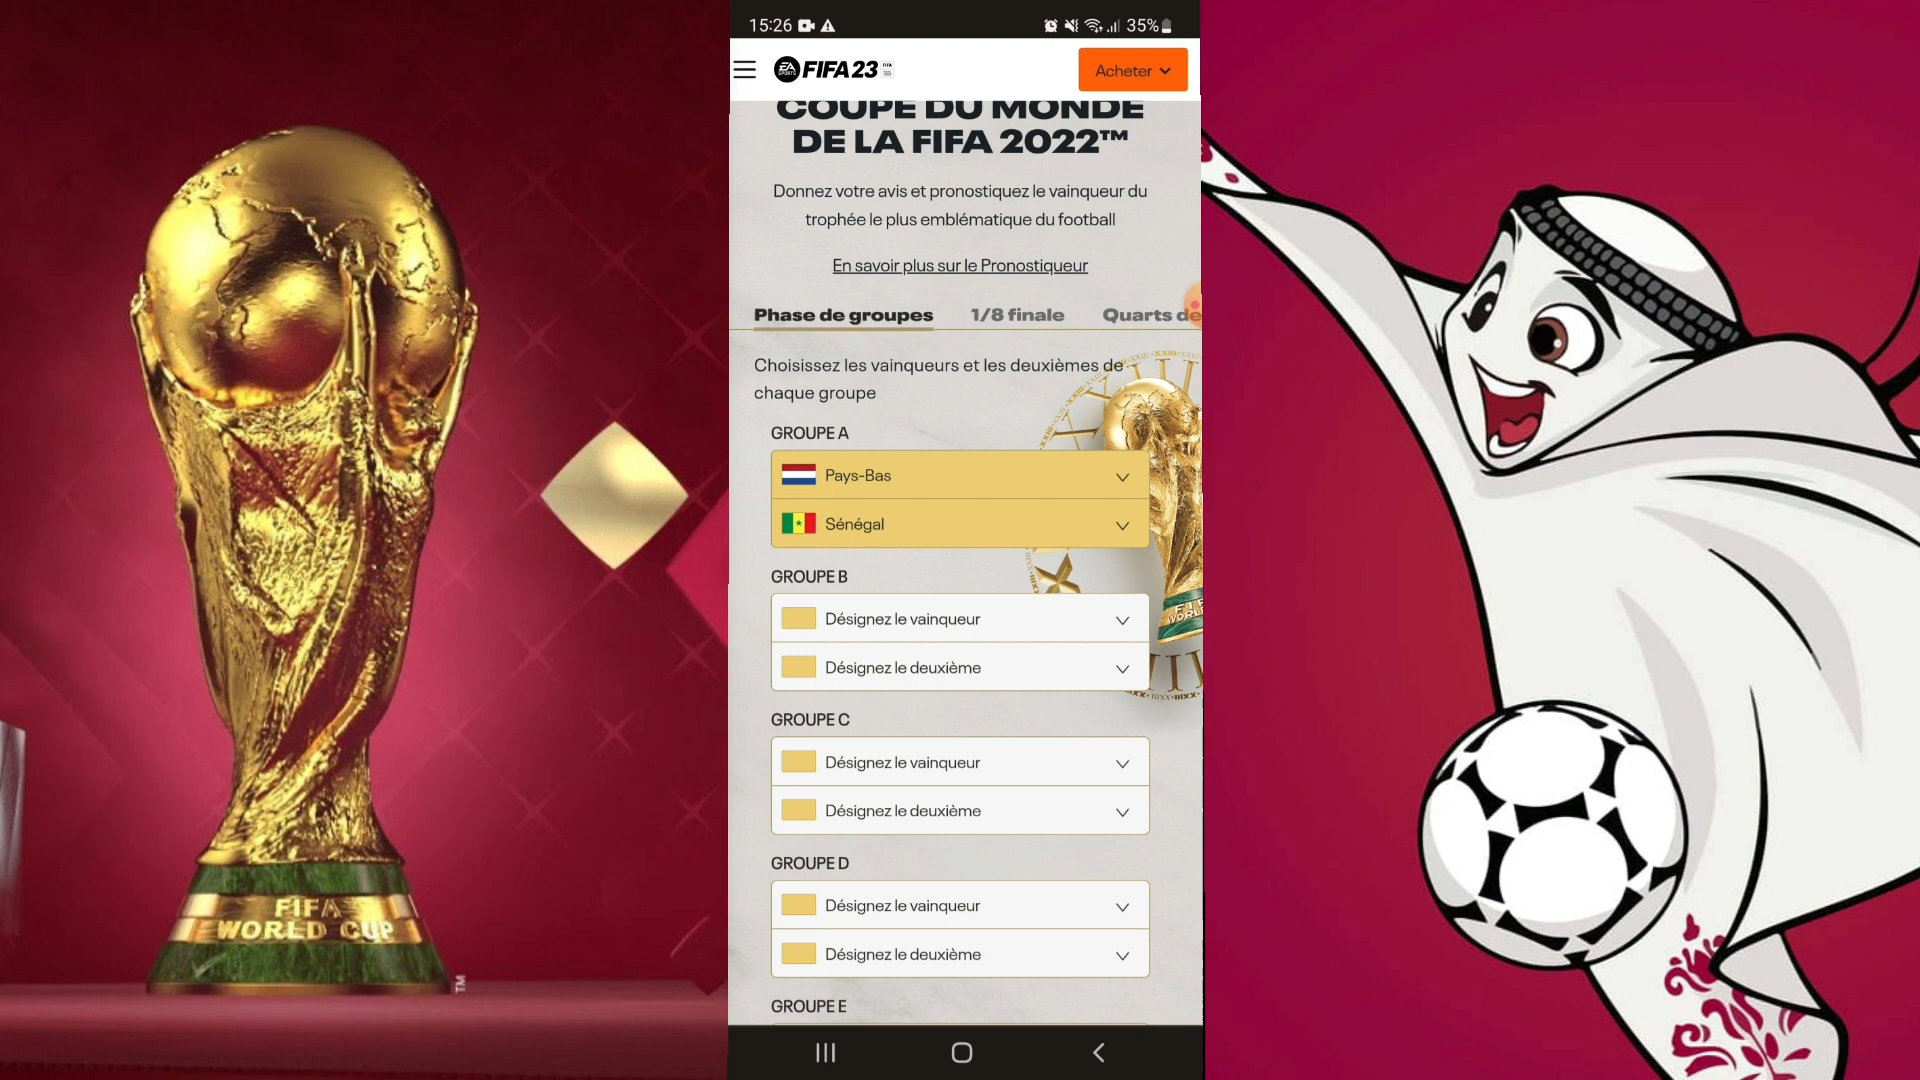 15:26
35%
EA SPORTS FIFA 23
Acheter
COUPE DU MONDE
DE LA FIFA 2022™
Donnez votre avis et pronostiquez le vainqueur du
trophée le plus emblématique du football
En savoir plus sur le Pronostiqueur
Phase de groupes 1/8 finale Quarts de
Choisissez les vainqueurs et les deuxièmes de
chaque groupe
GROUPE A
Pays-Bas
Sénégal
GROUPE B
Désignez le vainqueur
Désignez le deuxième
GROUPE C
Désignez le vainqueur
Désignez le deuxième
GROUPE D
Désignez le vainqueur
Désignez le deuxième
GROUPE E
FIFA
WORLD CUP
TM